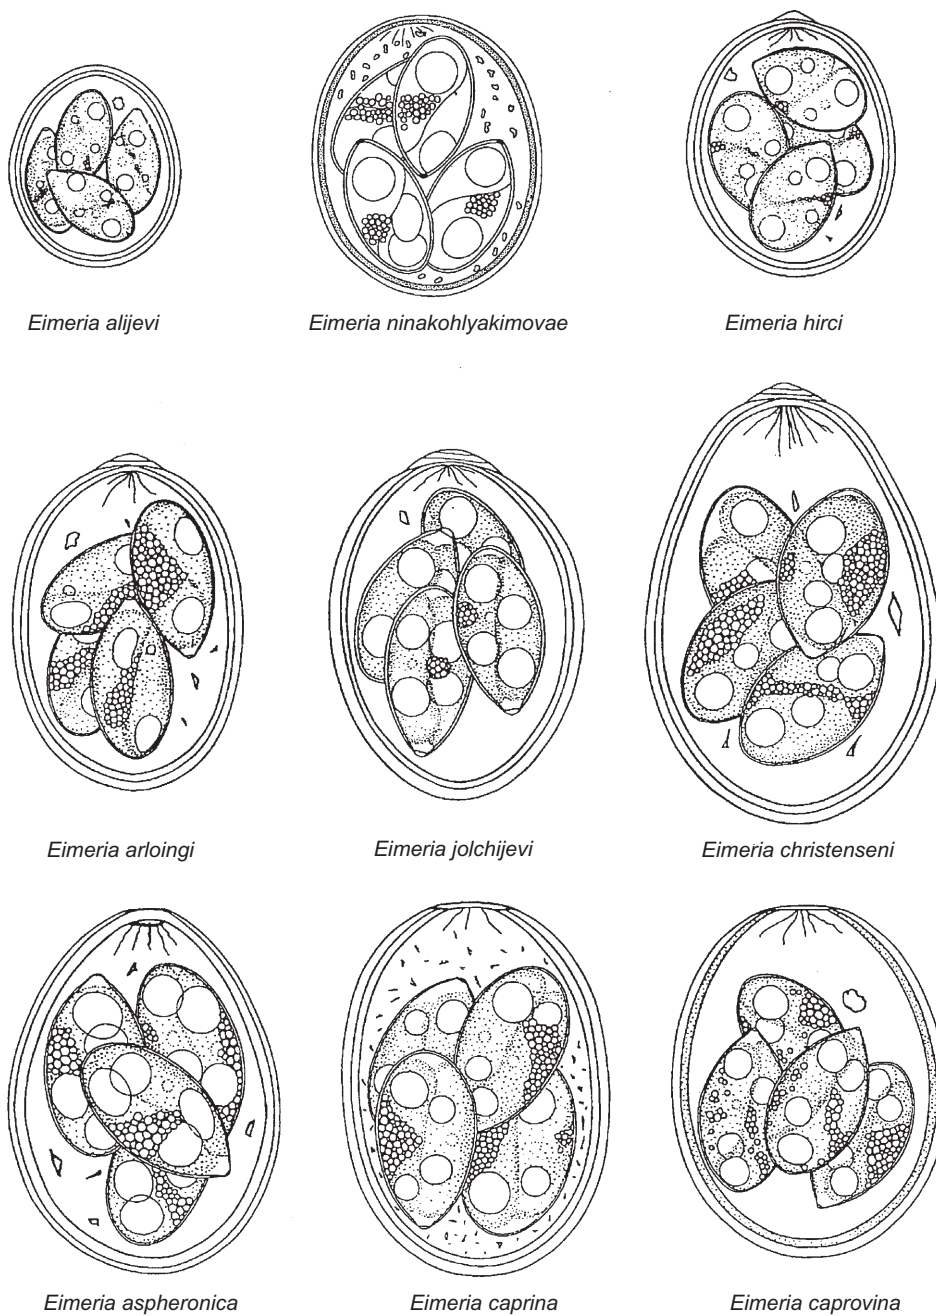 Eimeria alijevi
Eimeria ninakohlyakimovae
Eimeria hirci
Eimeria arloingi
Eimeria jolchijevi
Eimeria christenseni
Eimeria aspheronica
Eimeria caprina
Eimeria caprovina